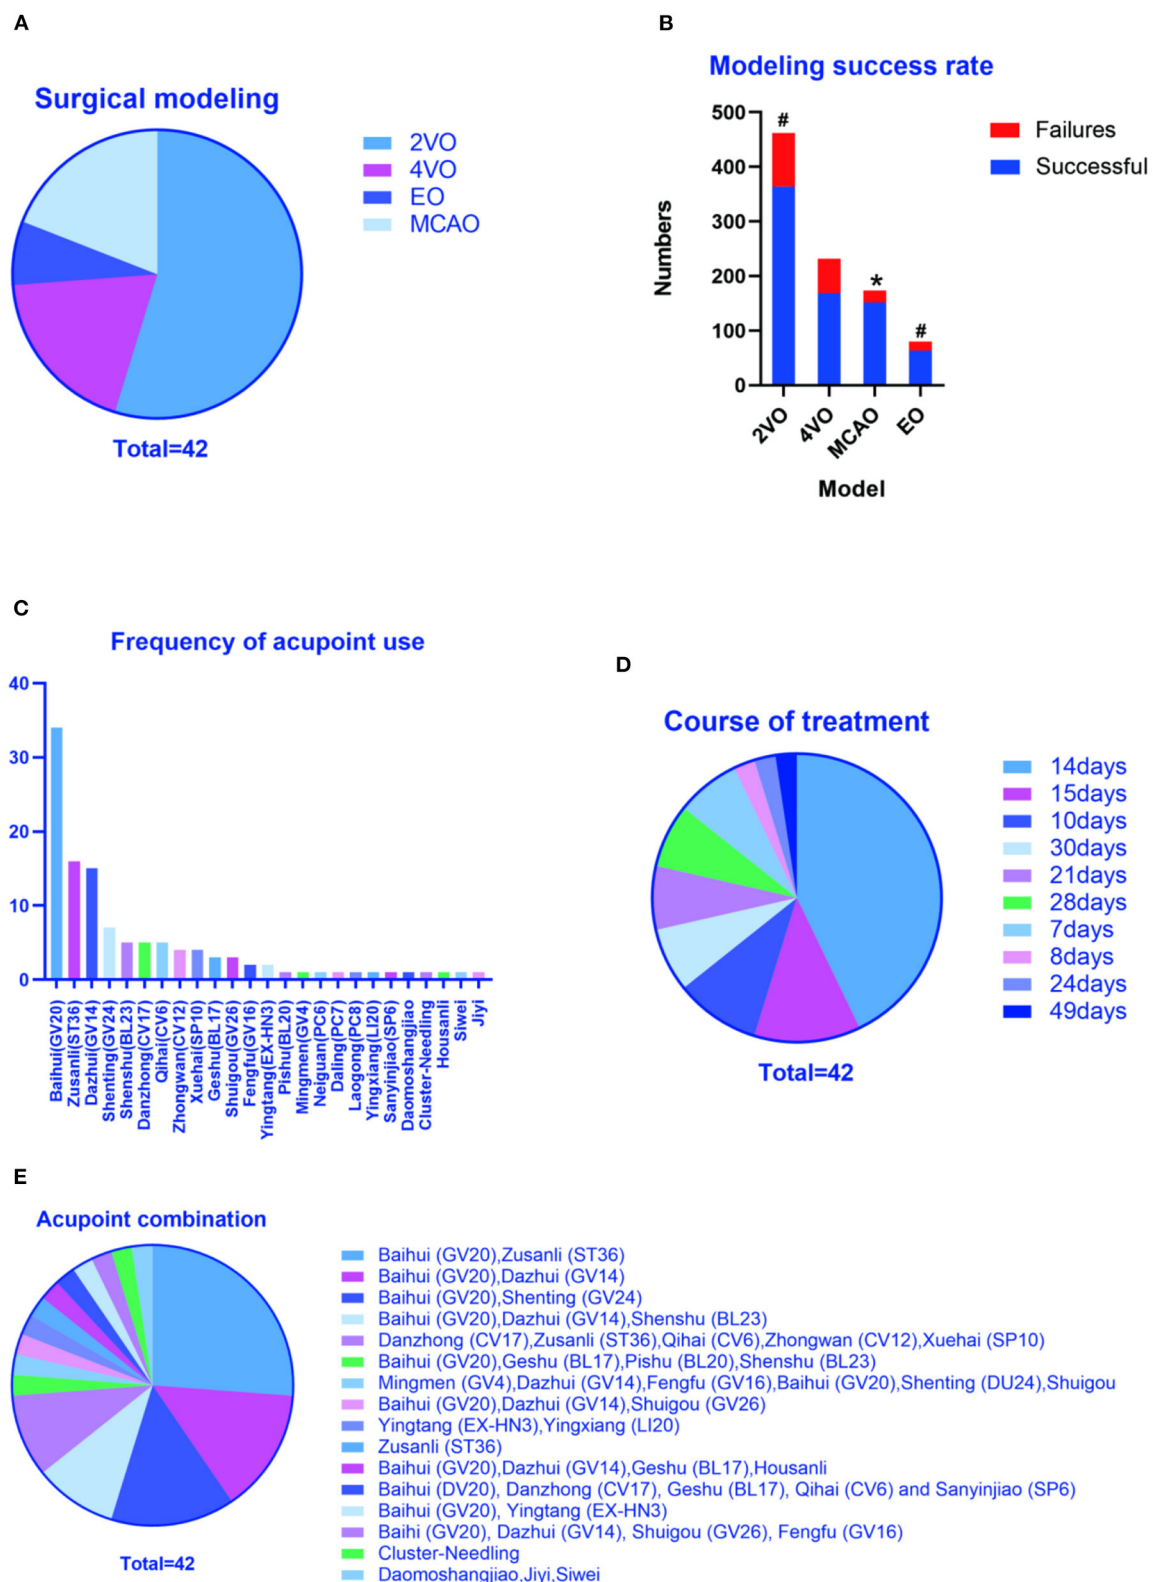 A
Surgical modeling
2VO
4VO
EO
MCAO
Total=42
B
Modeling success rate
Failures
Successful
Numbers
500
400
300
200
100
0
#
*
#
2VO
4VO
MCAO
EO
Model
C
Frequency of acupoint use
40
30
20
10
0
Baihui(GV20)
Zusanli(ST36)
Dazhui(GV14)
Shenting(GV24)
Shenshu(BL23)
Danzhong(CV17)
Qihai(CV6)
Zhongwan(CV12)
Xuehai(SP10)
Geshu(BL17)
Shuigou(GV26)
Fengfu(GV16)
Yingtang(EX-HN3)
Pishu(BL20)
Mingmen(GV4)
Neiguan(PC6)
Daling(PC7)
Laogong(PC8)
Yingxiang(LI20)
Sanyinjiao(SP6)
Daomoshangjiao
Cluster-Needling
Housanli
Siwei
Jiyi
D
Course of treatment
14days
15days
10days
30days
21days
28days
7days
8days
24days
49days
Total=42
E
Acupoint combination
Baihui (GV20),Zusanli (ST36)
Baihui (GV20),Dazhui (GV14)
Baihui (GV20),Shenting (GV24)
Baihui (GV20),Dazhui (GV14),Shenshu (BL23)
Danzhong (CV17),Zusanli (ST36),Qihai (CV6),Zhongwan (CV12),Xuehai (SP10)
Baihui (GV20),Geshu (BL17),Pishu (BL20),Shenshu (BL23)
Mingmen (GV4),Dazhui (GV14),Fengfu (GV16),Baihui (GV20),Shenting (DU24),Shuigou
Baihui (GV20),Dazhui (GV14),Shuigou (GV26)
Yingtang (EX-HN3),Yingxiang (LI20)
Zusanli (ST36)
Baihui (GV20),Dazhui (GV14),Geshu (BL17),Housanli
Baihui (DV20), Danzhong (CV17), Geshu (BL17), Qihai (CV6) and Sanyinjiao (SP6)
Baihui (GV20), Yingtang (EX-HN3)
Baihi (GV20), Dazhui (GV14), Shuigou (GV26), Fengfu (GV16)
Cluster-Needling
Daomoshangjiao,Jiyi,Siwei
Total=42